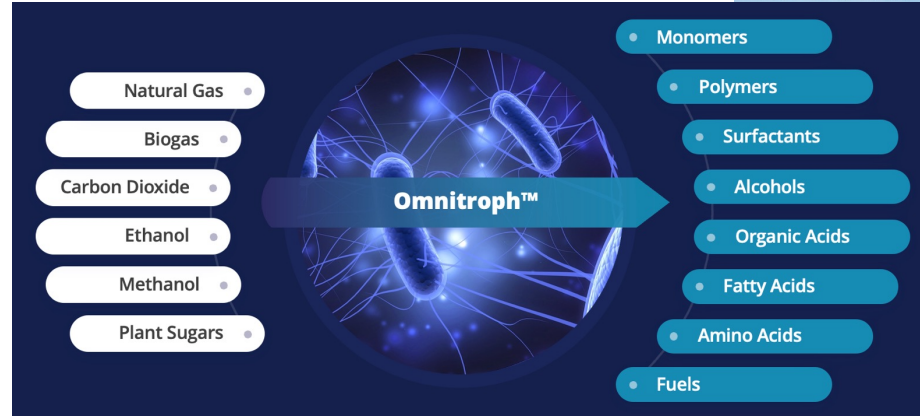 Natural Gas
Biogas
Carbon Dioxide
Ethanol
Methanol
Plant Sugars
Omnitroph™
Monomers
Polymers
Surfactants
Alcohols
Organic Acids
Fatty Acids
Amino Acids
Fuels